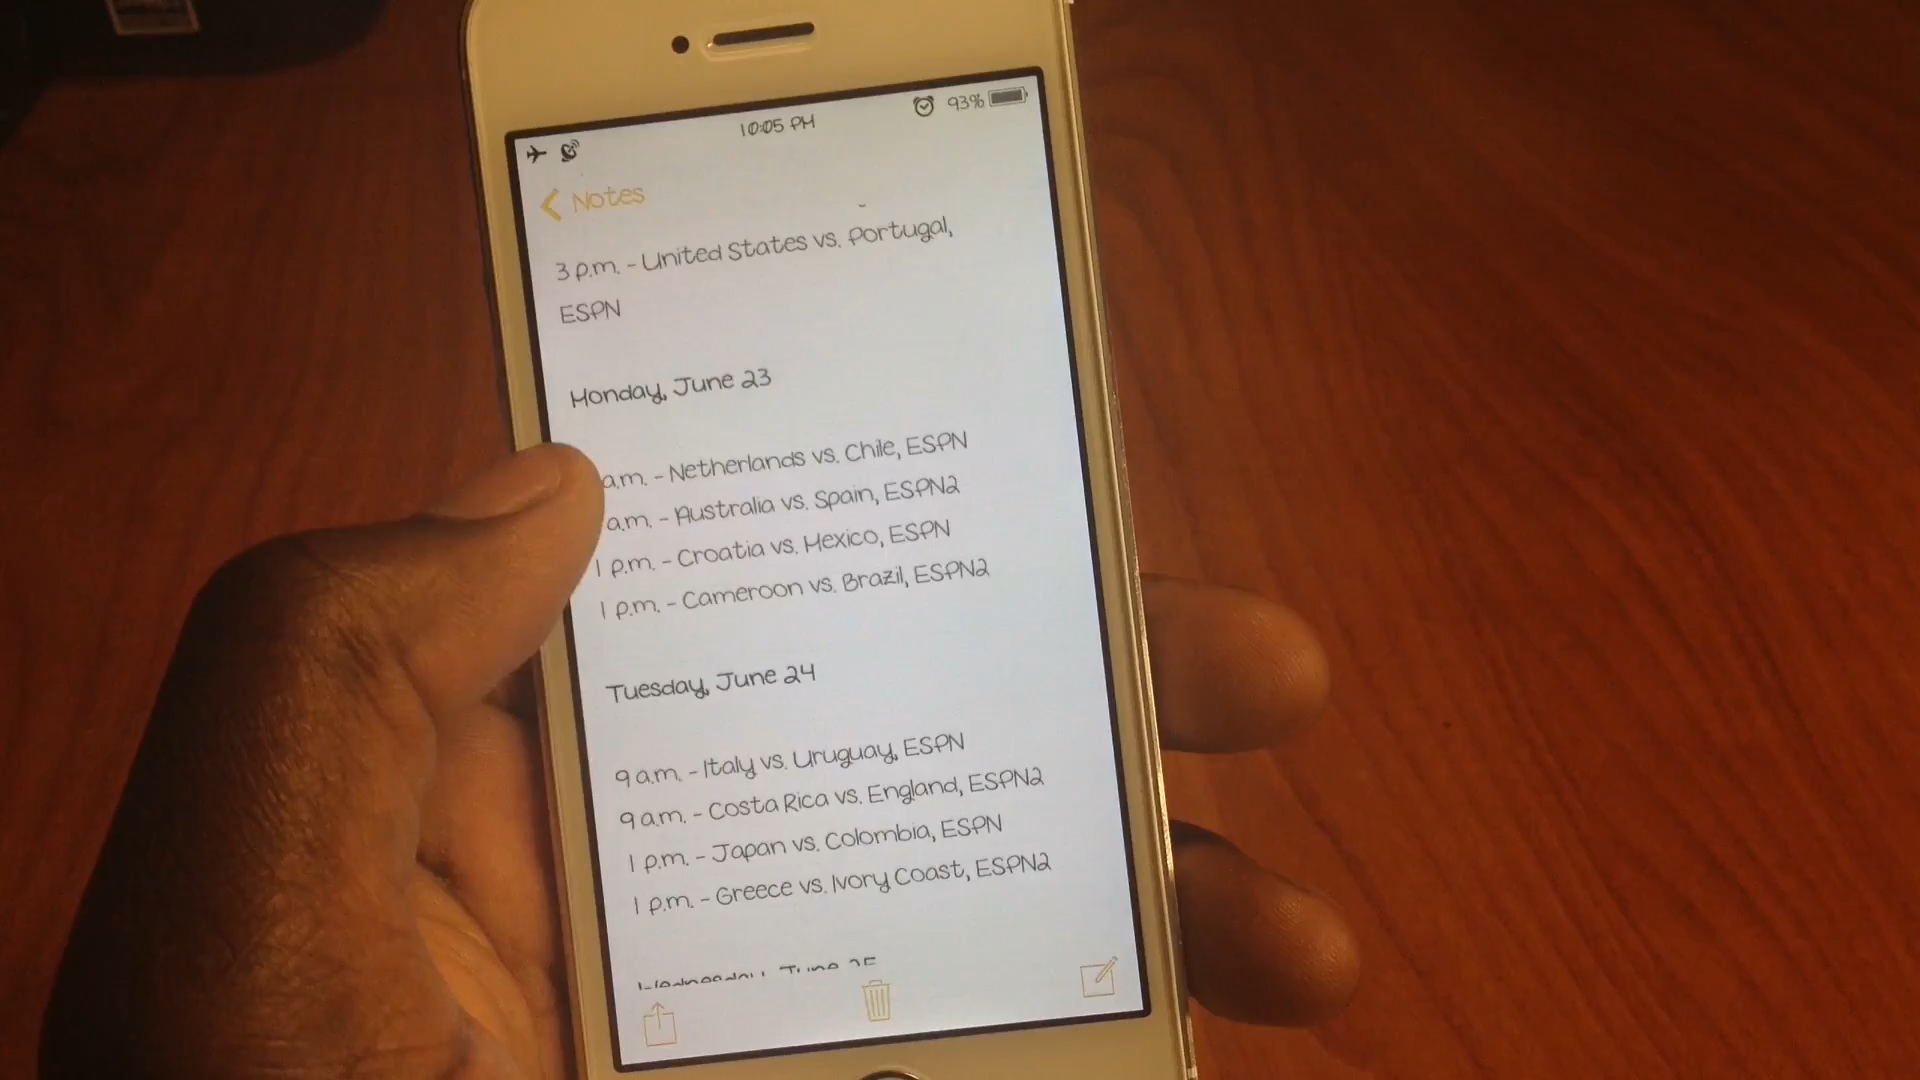 10:05 PM
93%
Notes
3 p.m. - United States vs. Portugal,
ESPN
Monday, June 23
a.m. - Netherlands vs. Chile, ESPN
a.m. - Australia vs. Spain, ESPN2
1 p.m. - Croatia vs. Mexico, ESPN
1 p.m. - Cameroon vs. Brazil, ESPN2
Tuesday, June 24
9 a.m. - Italy vs. Uruguay, ESPN
9 a.m. - Costa Rica vs. England, ESPN2
1 p.m. - Japan vs. Colombia, ESPN
1 p.m. - Greece vs. Ivory Coast, ESPN2
Wednesday, June 25